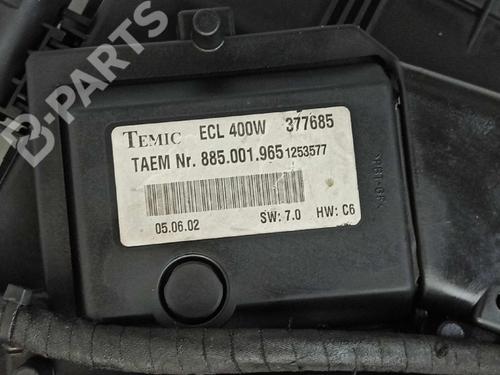 B-PARTS
TEMIC ECL 400W 377685
TAEM Nr. 885.001.965 1253577
05.06.02 SW: 7.0 HW: C6